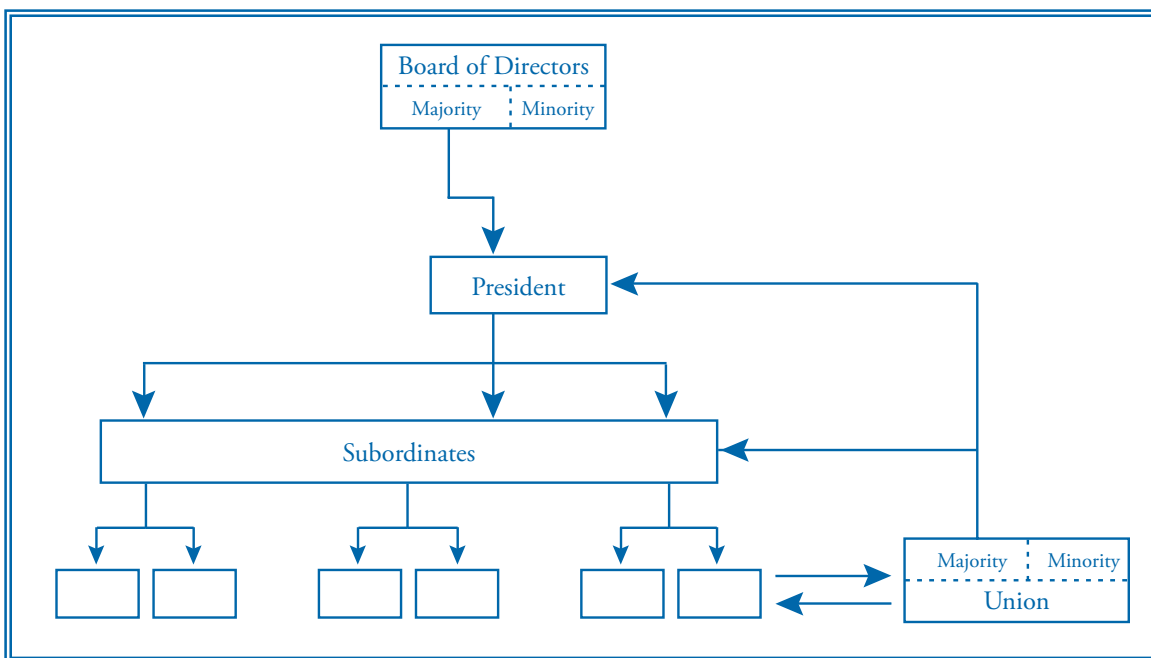 Board of Directors
Majority Minority
President
Subordinates
Majority Minority
Union